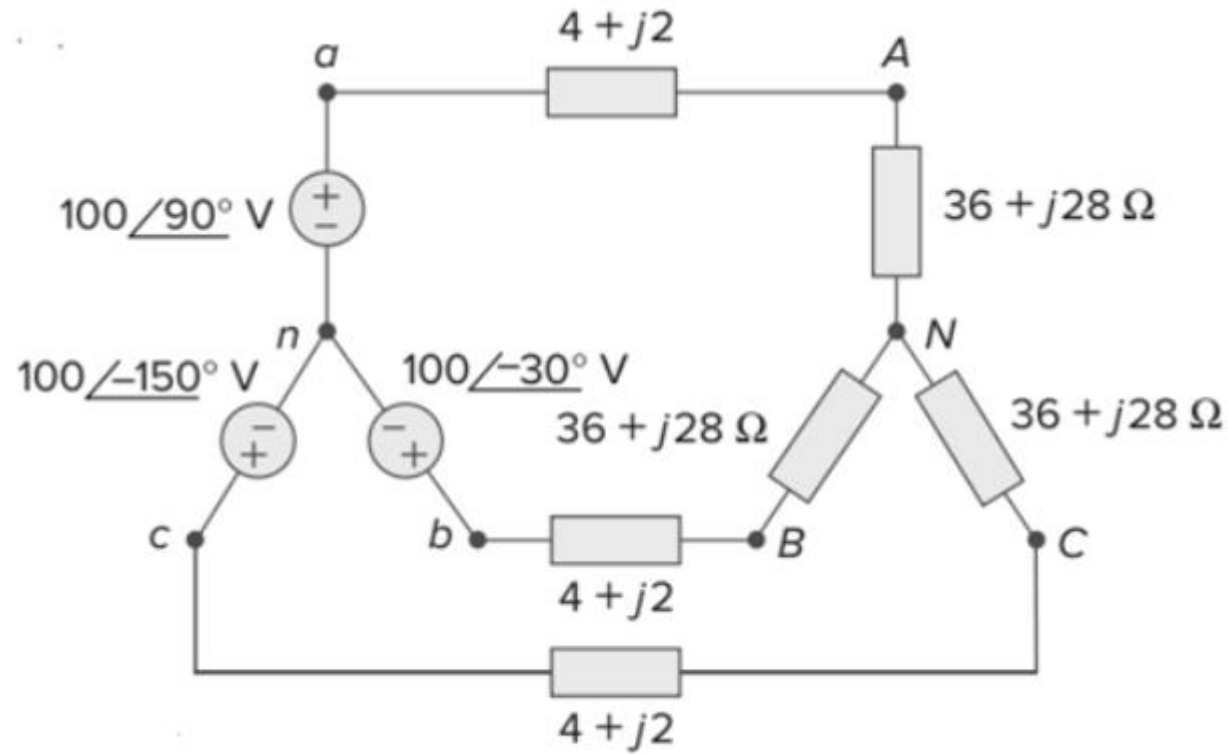 4 + j2
a
A
100∠90° V
+
−
36 + j28 Ω
n
N
100∠−150° V
100∠−30° V
36 + j28 Ω
36 + j28 Ω
−
+
−
+
c
b
B
C
4 + j2
4 + j2